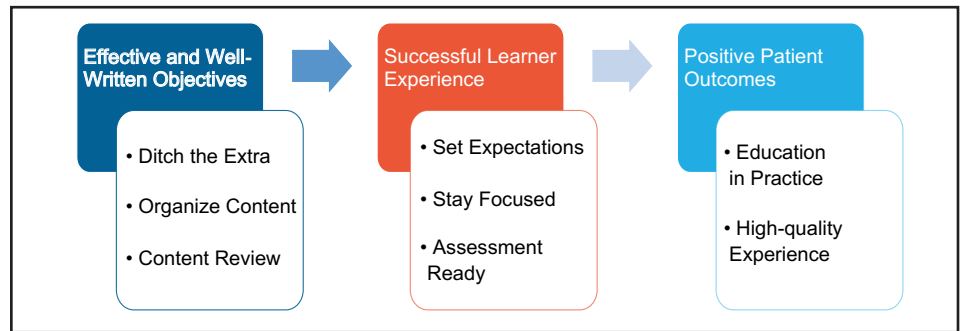 Effective and Well-
Written Objectives
• Ditch the Extra
• Organize Content
• Content Review
Successful Learner
Experience
• Set Expectations
• Stay Focused
• Assessment
Ready
Positive Patient
Outcomes
• Education
in Practice
• High-quality
Experience